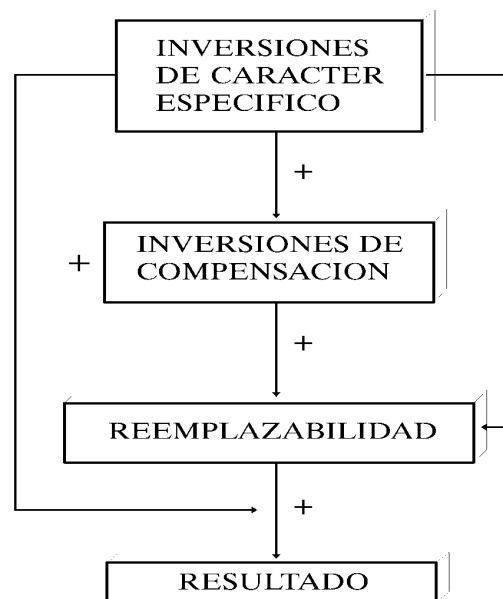 INVERSIONES
DE CARACTER
ESPECIFICO
+
INVERSIONES DE
COMPENSACION
+
+
REEMPLAZABILIDAD
+
RESULTADO